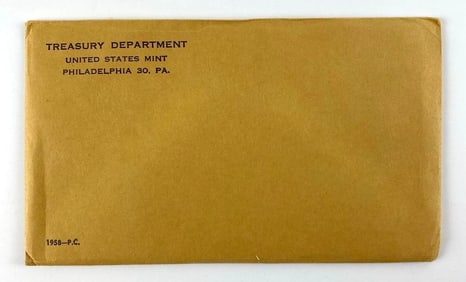 TREASURY DEPARTMENT
UNITED STATES MINT
PHILADELPHIA 30, PA.
1958—P.C.